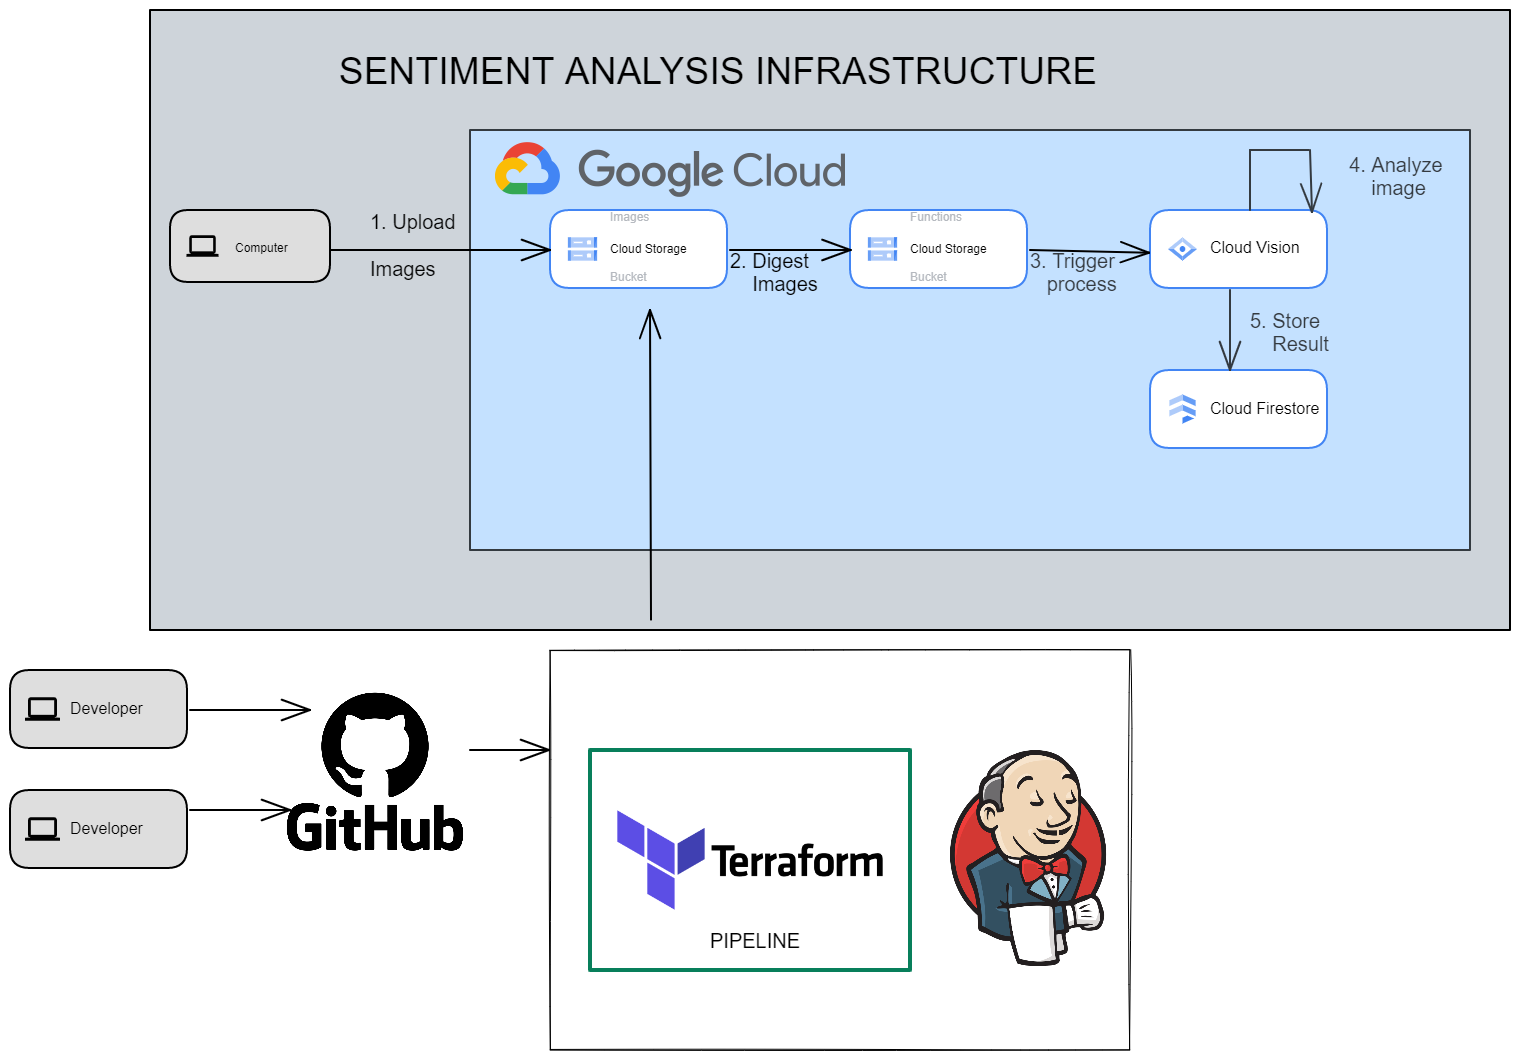 SENTIMENT ANALYSIS INFRASTRUCTURE
Google Cloud
Computer
1. Upload
Images
Images
Cloud Storage
Bucket
2. Digest
Images
Functions
Cloud Storage
Bucket
3. Trigger
process
Cloud Vision
4. Analyze
image
5. Store
Result
Cloud Firestore
Developer
Developer
GitHub
Terraform
PIPELINE